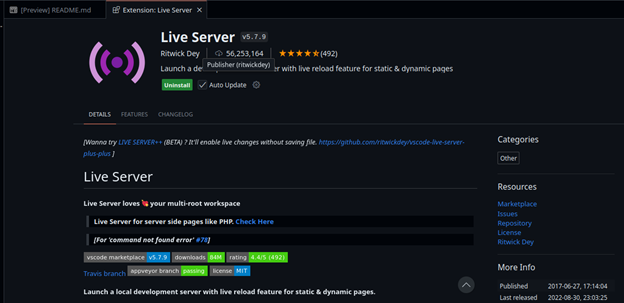 [Preview] README.md
Extension: Live Server
Live Server v5.7.9
Ritwick Dey 56,253,164 (492)
Publisher (ritwickdey)
Launch a deve er with live reload feature for static & dynamic pages
Uninstall Auto Update
DETAILS FEATURES CHANGELOG
[Wanna try LIVE SERVER++ (BETA) ? It'll enable live changes without saving file. https://github.com/ritwickdey/vscode-live-server-
plus-plus ]
Live Server
Live Server loves your multi-root workspace
Live Server for server side pages like PHP. Check Here
[For 'command not found error' #78]
vscode marketplace v5.7.9 downloads 84M rating 4.4/5 (492)
Travis branch appveyor branch passing license MIT
Launch a local development server with live reload feature for static & dynamic pages.
Categories
Other
Resources
Marketplace
Issues
Repository
License
Ritwick Dey
More Info
Published 2017-06-27, 17:14:04
Last released 2022-08-30, 23:03:25